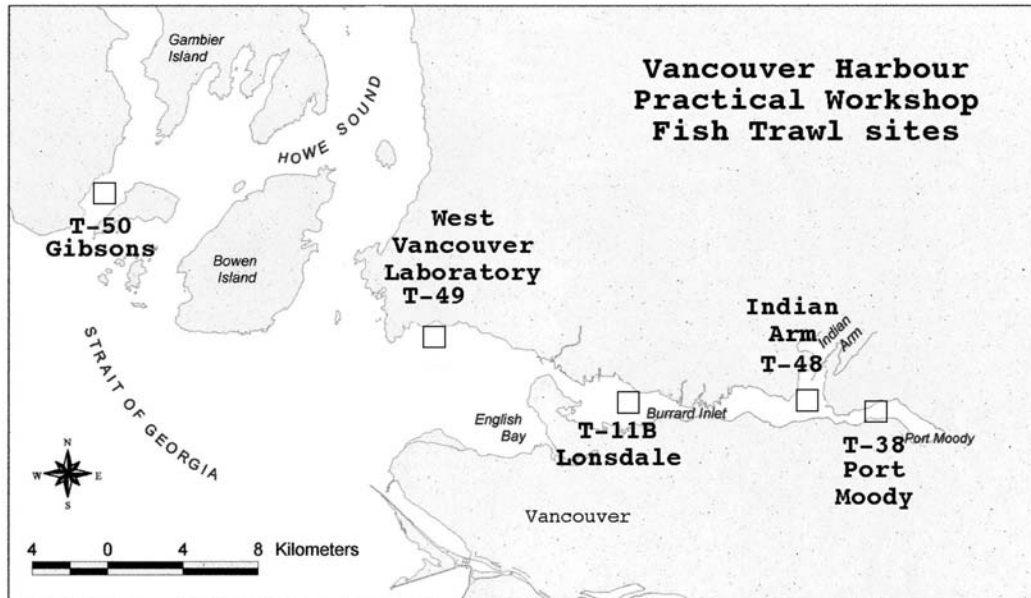 Vancouver Harbour
Practical Workshop
Fish Trawl sites
Gambier
Island
HOWE SOUND
T-50
Gibsons
Bowen
Island
West
Vancouver
Laboratory
T-49
Indian
Arm
T-48
Indian
Arm
STRAIT OF GEORGIA
English
Bay
Burrard Inlet
T-11B
Lonsdale
T-38
Port
Moody
Port Moody
Vancouver
N
W
E
S
4 0 4 8 Kilometers